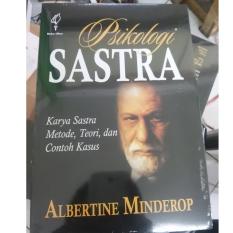 Psikologi
SASTRA
Karya Sastra
Metode, Teori, dan
Contoh Kasus
ALBERTINE MINDEROP